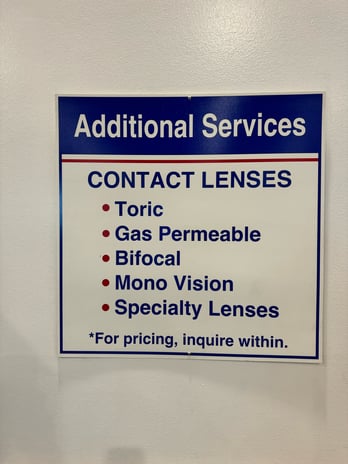 Additional Services
CONTACT LENSES
• Toric
• Gas Permeable
• Bifocal
• Mono Vision
• Specialty Lenses
*For pricing, inquire within.